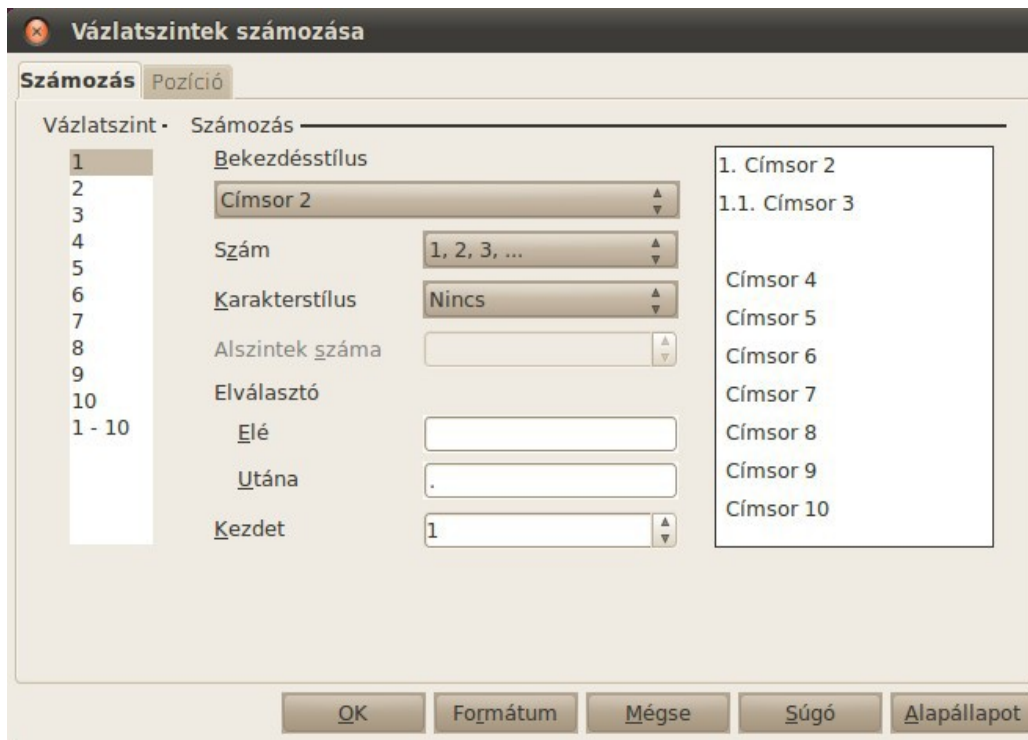 Vázlatszintek számozása
Számozás Pozíció
Vázlatszint Számozás
1
2
3
4
5
6
7
8
9
10
1 - 10
Bekezdésstílus
Címsor 2
Szám 1, 2, 3, ...
Karakterstílus Nincs
Alszintek száma
Elválasztó
Elé
Utána .
Kezdet 1
1. Címsor 2
1.1. Címsor 3
Címsor 4
Címsor 5
Címsor 6
Címsor 7
Címsor 8
Címsor 9
Címsor 10
OK Formátum Mégse Súgó Alapállapot